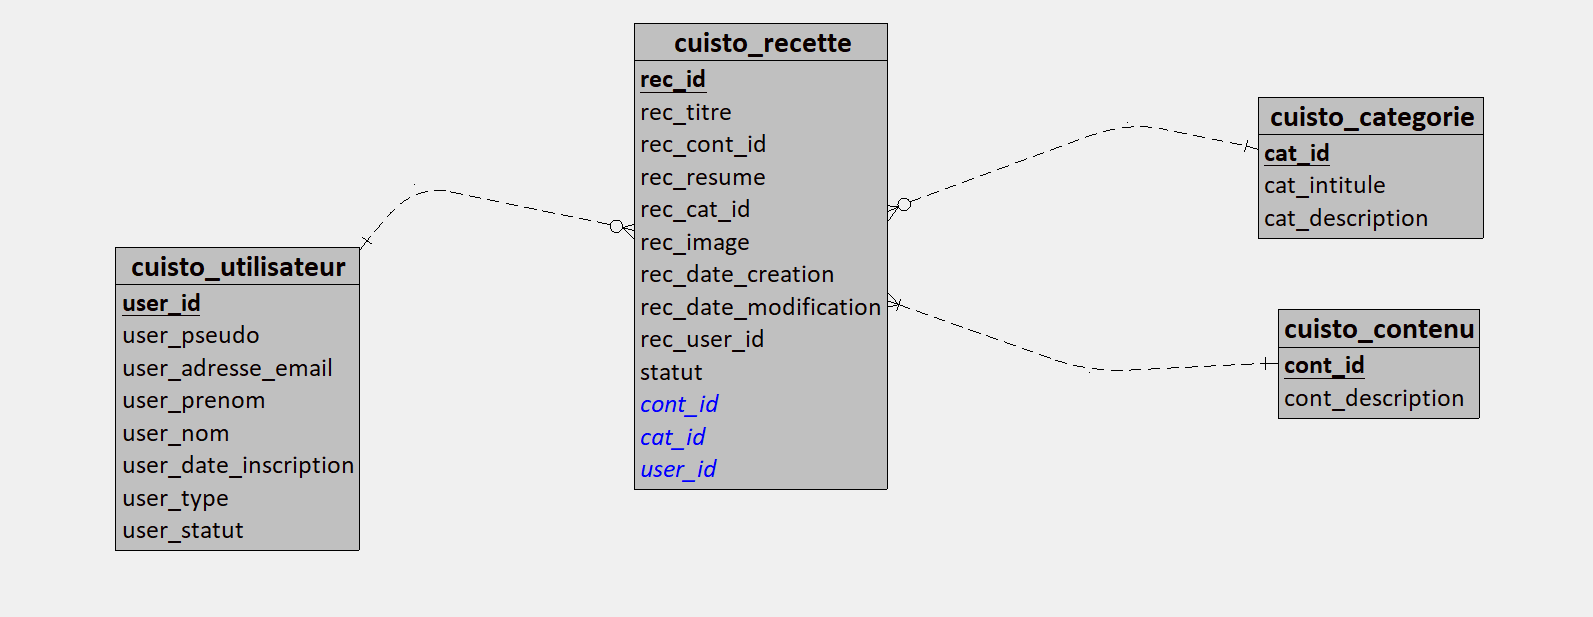 cuisto_utilisateur
user_id
user_pseudo
user_adresse_email
user_prenom
user_nom
user_date_inscription
user_type
user_statut
cuisto_recette
rec_id
rec_titre
rec_cont_id
rec_resume
rec_cat_id
rec_image
rec_date_creation
rec_date_modification
rec_user_id
statut
cont_id
cat_id
user_id
cuisto_categorie
cat_id
cat_intitule
cat_description
cuisto_contenu
cont_id
cont_description